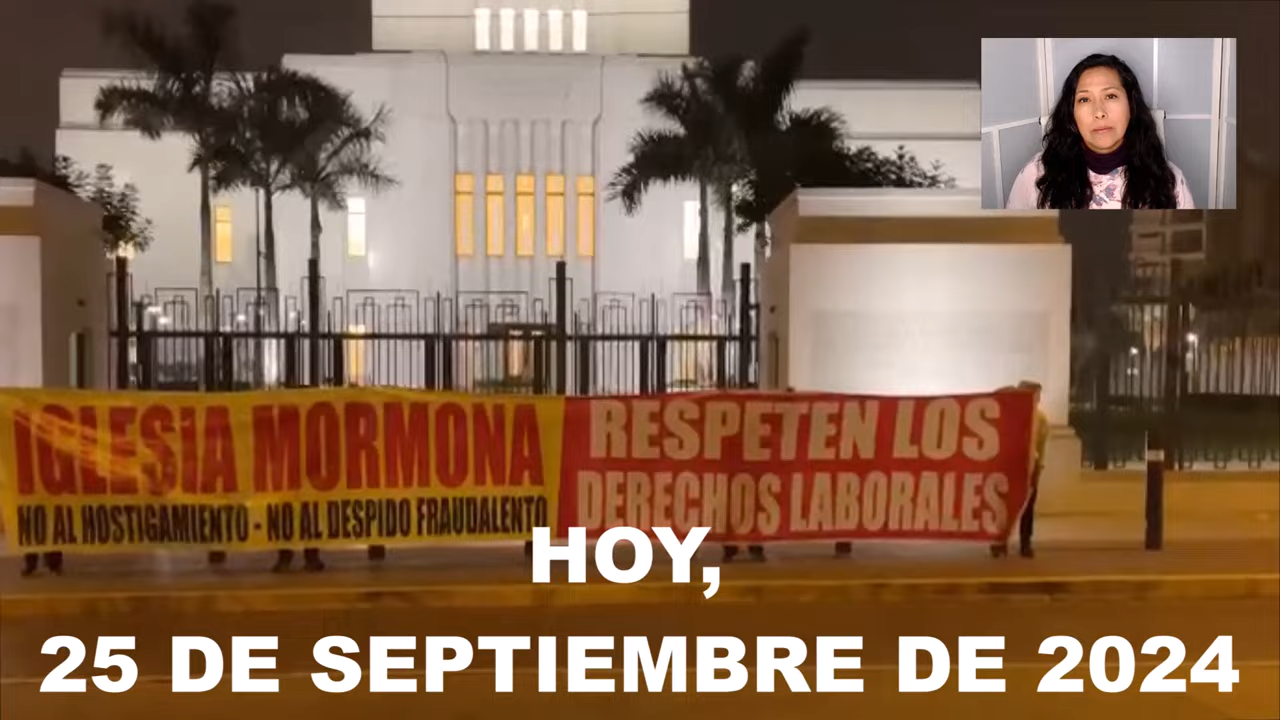 IGLESIA MORMONA
NO AL HOSTIGAMIENTO - NO AL DESPIDO FRAUDALENTO
RESPETEN LOS
DERECHOS LABORALES
HOY,
25 DE SEPTIEMBRE DE 2024